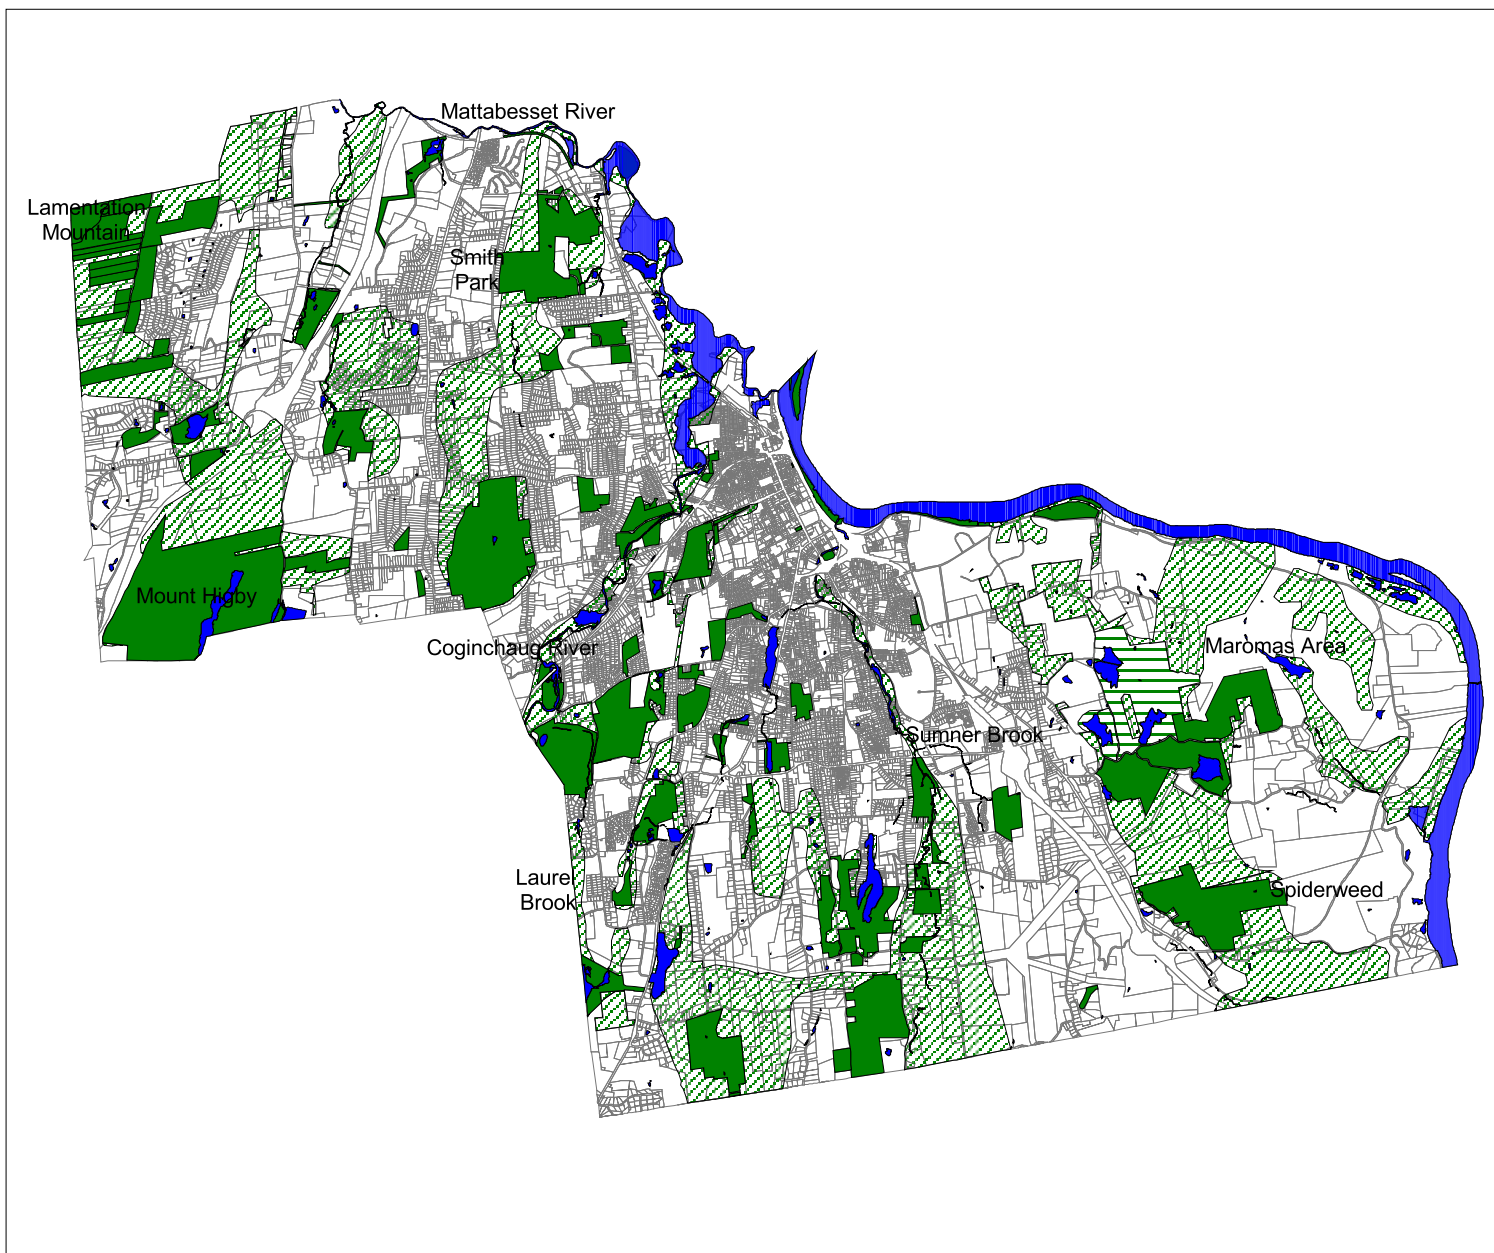 Mattabesset River
Lamentation
Mountain
Smith
Park
Mount Higby
Coginchaug River
Maromas Area
Sumner Brook
Laurel
Brook
Spiderweed